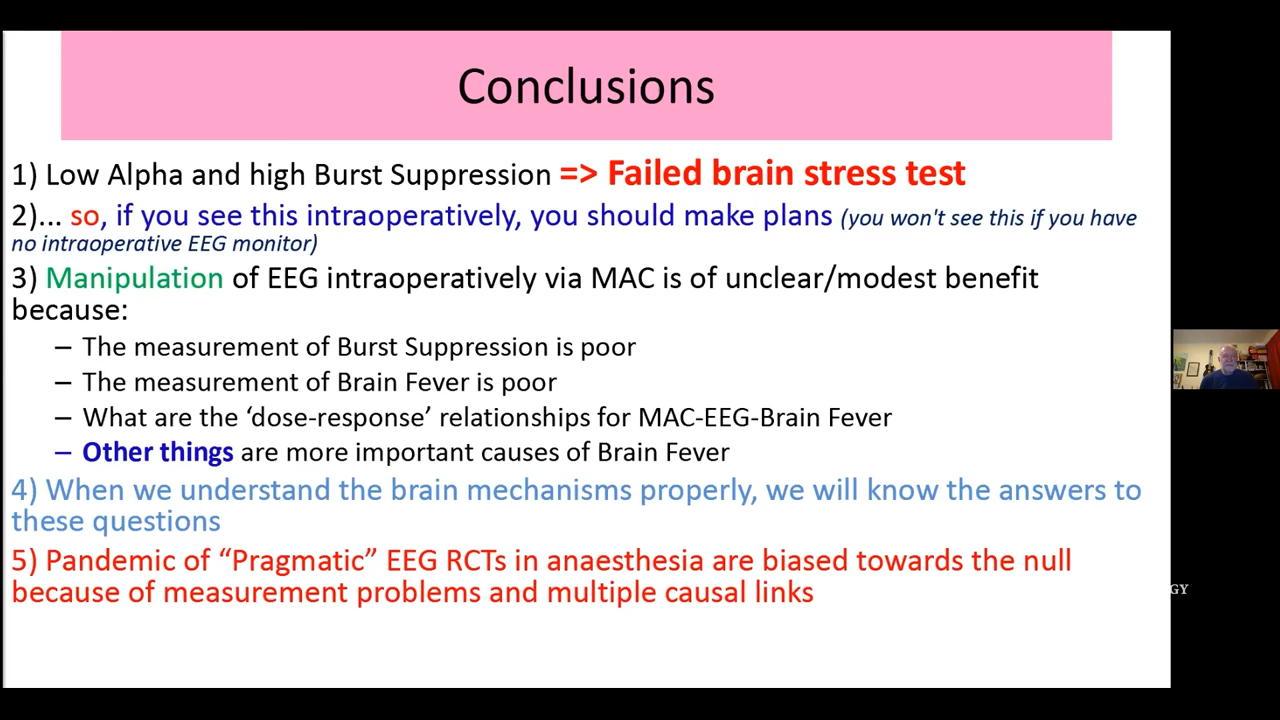 Conclusions
1) Low Alpha and high Burst Suppression => Failed brain stress test
2)... so, if you see this intraoperatively, you should make plans (you won't see this if you have
no intraoperative EEG monitor)
3) Manipulation of EEG intraoperatively via MAC is of unclear/modest benefit
because:
– The measurement of Burst Suppression is poor
– The measurement of Brain Fever is poor
– What are the ‘dose-response’ relationships for MAC-EEG-Brain Fever
– Other things are more important causes of Brain Fever
4) When we understand the brain mechanisms properly, we will know the answers to
these questions
5) Pandemic of “Pragmatic” EEG RCTs in anaesthesia are biased towards the null
because of measurement problems and multiple causal links
GY